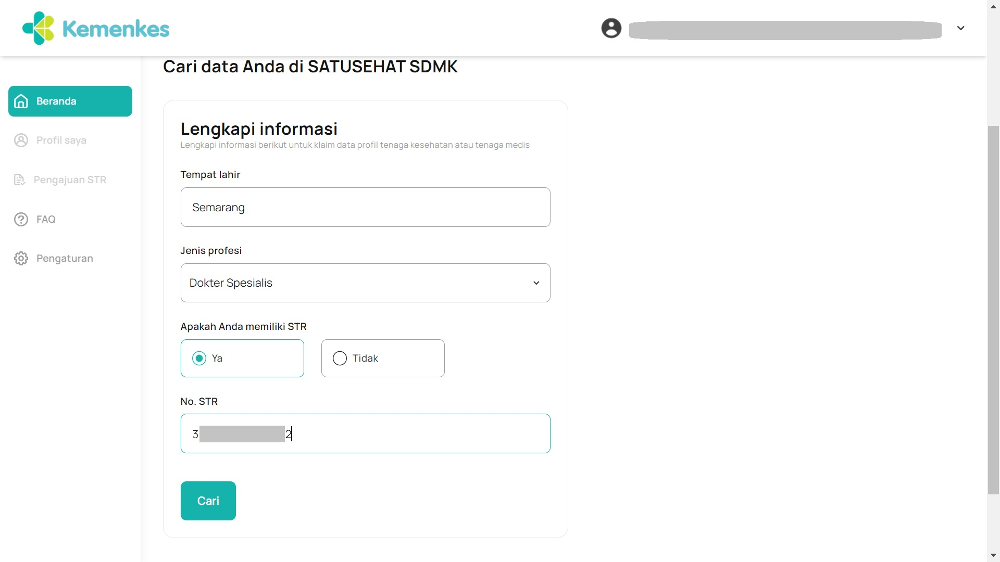 Kemenkes
Cari data Anda di SATUSEHAT SDMK
Beranda
Profil saya
Pengajuan STR
FAQ
Pengaturan
Lengkapi informasi
Lengkapi informasi berikut untuk klaim data profil tenaga kesehatan atau tenaga medis
Tempat lahir
Semarang
Jenis profesi
Dokter Spesialis
Apakah Anda memiliki STR
Ya
Tidak
No. STR
3 2
Cari